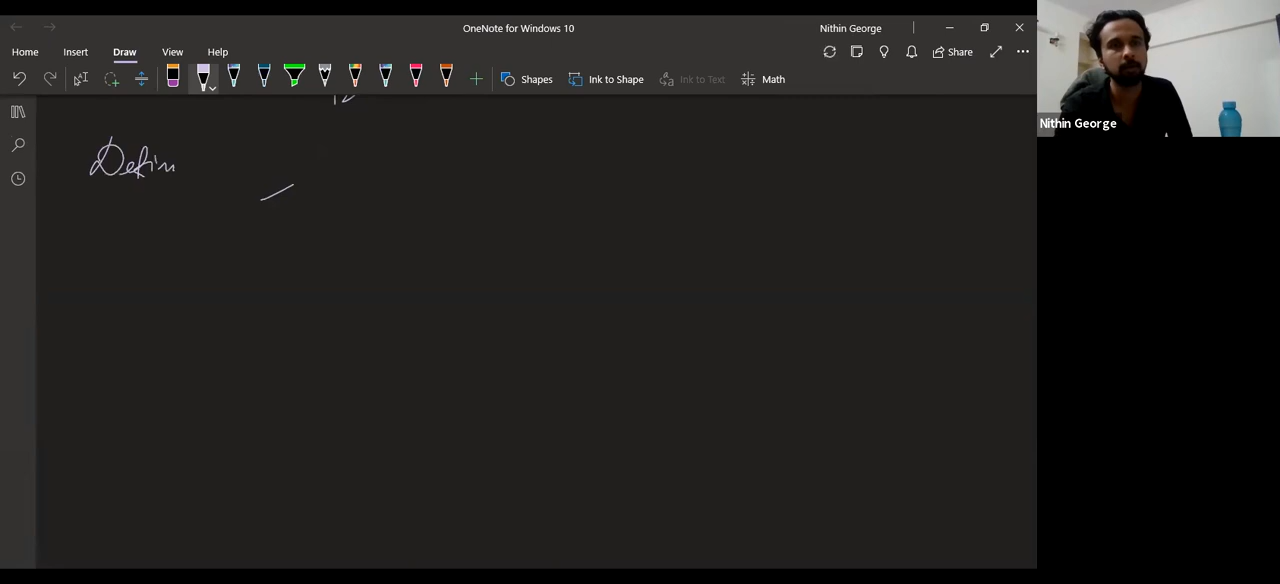 OneNote for Windows 10
Nithin George
Home Insert Draw View Help
Share
Shapes Ink to Shape Ink to Text Math
Nithin George
Defin